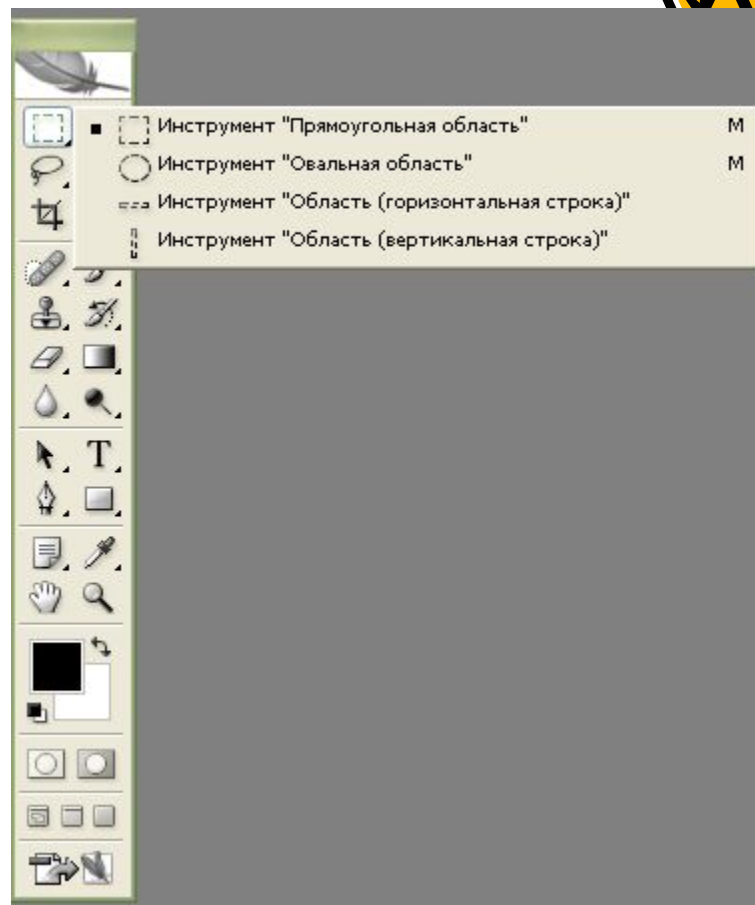 Инструмент "Прямоугольная область" M
Инструмент "Овальная область" M
Инструмент "Область (горизонтальная строка)"
Инструмент "Область (вертикальная строка)"
T